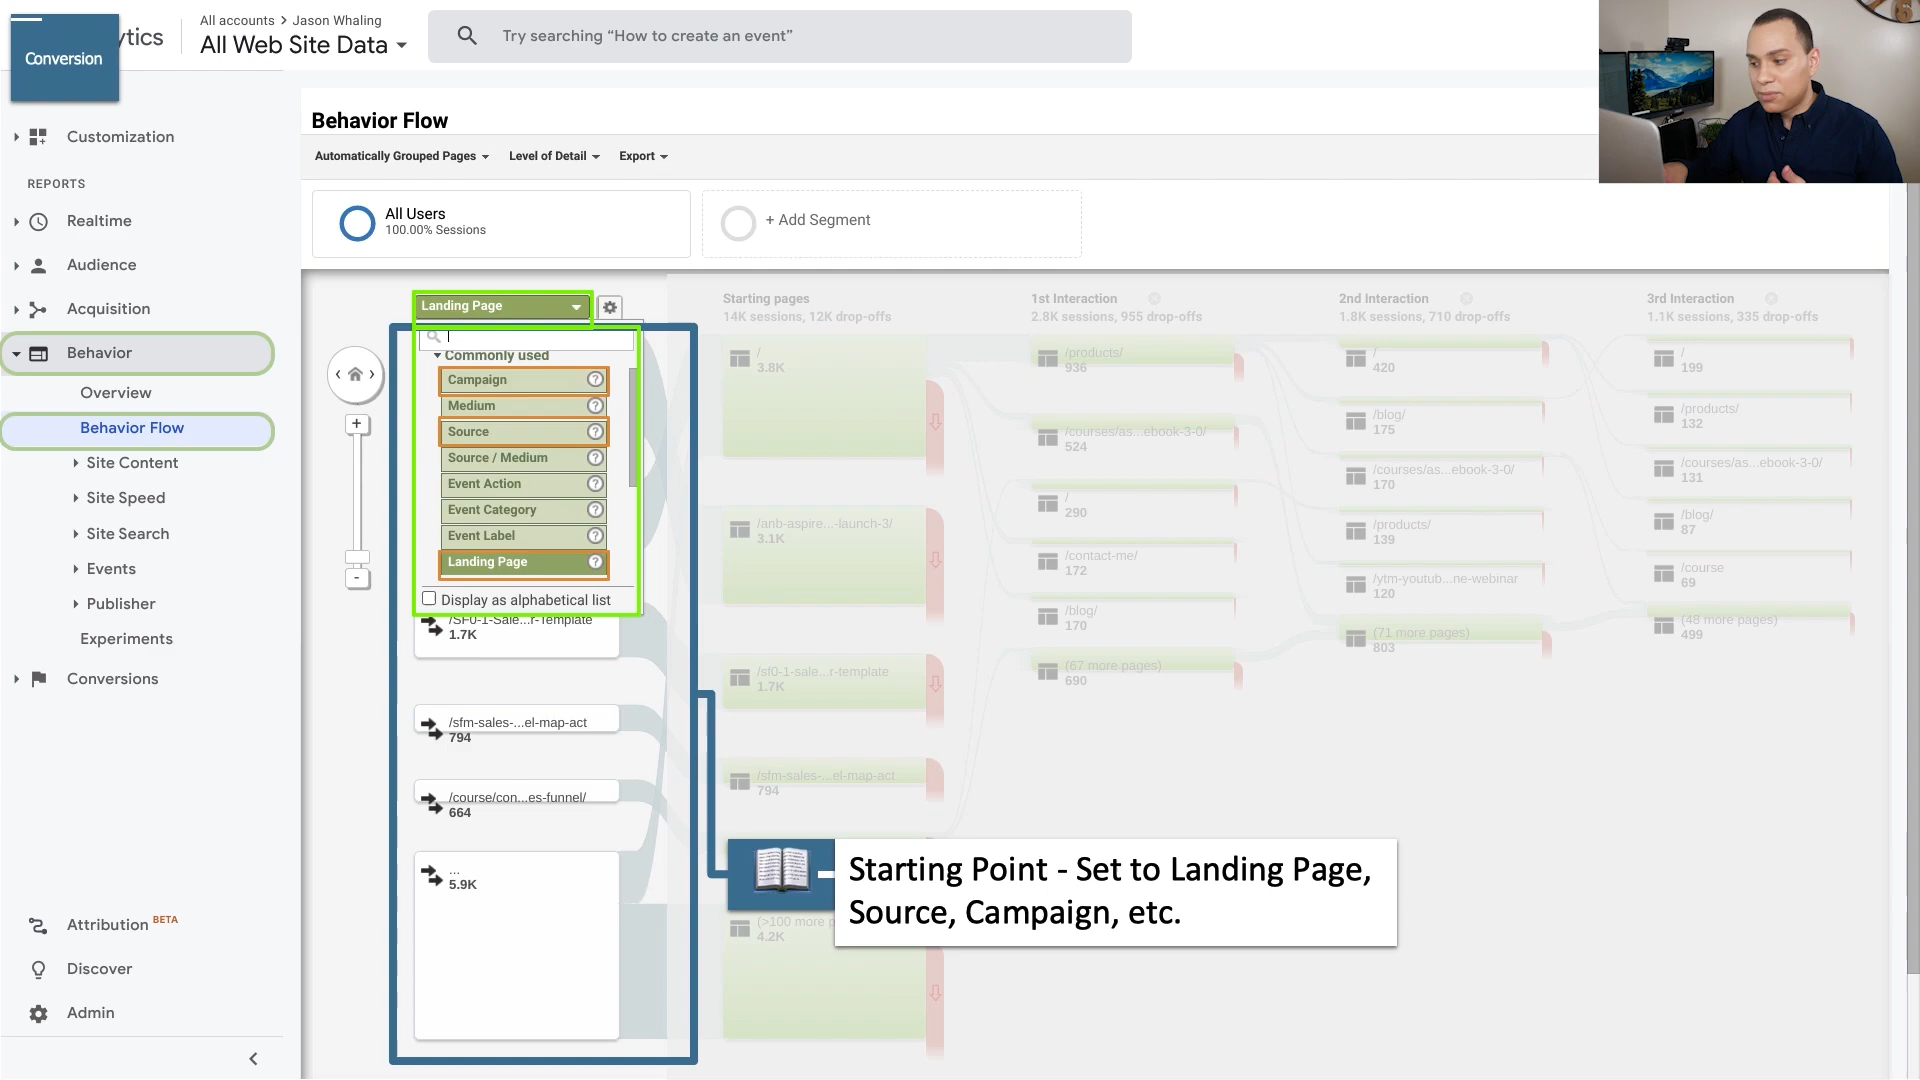 Conversion
ytics
All accounts > Jason Whaling
All Web Site Data
Try searching “How to create an event”
Customization
REPORTS
Realtime
Audience
Acquisition
Behavior
Overview
Behavior Flow
Site Content
Site Speed
Site Search
Events
Publisher
Experiments
Conversions
Attribution BETA
Discover
Admin
Behavior Flow
Automatically Grouped Pages
Level of Detail
Export
All Users
100.00% Sessions
+ Add Segment
Landing Page
Commonly used
Campaign
Medium
Source
Source / Medium
Event Action
Event Category
Event Label
Landing Page
Display as alphabetical list
/SF0-1-Sale...r-Template
1.7K
/sfm-sales-...el-map-act
794
/course/con...es-funnel/
664
...
5.9K
Starting pages
14K sessions, 12K drop-offs
/
3.8K
/anb-aspire...-launch-3/
3.1K
/sf0-1-sale...r-template
1.7K
/sfm-sales-...el-map-act
794
(>100 more p
4.2K
1st Interaction
2.8K sessions, 955 drop-offs
/products/
936
/courses/as...ebook-3-0/
524
/
290
/contact-me/
172
/blog/
170
(67 more pages)
690
2nd Interaction
1.8K sessions, 710 drop-offs
/
420
/blog/
175
/courses/as...ebook-3-0/
170
/products/
139
/ytm-youtub...ne-webinar
120
(71 more pages)
803
3rd Interaction
1.1K sessions, 335 drop-offs
/
199
/products/
132
/courses/as...ebook-3-0/
131
/blog/
87
/course
69
(48 more pages)
499
Starting Point - Set to Landing Page,
Source, Campaign, etc.